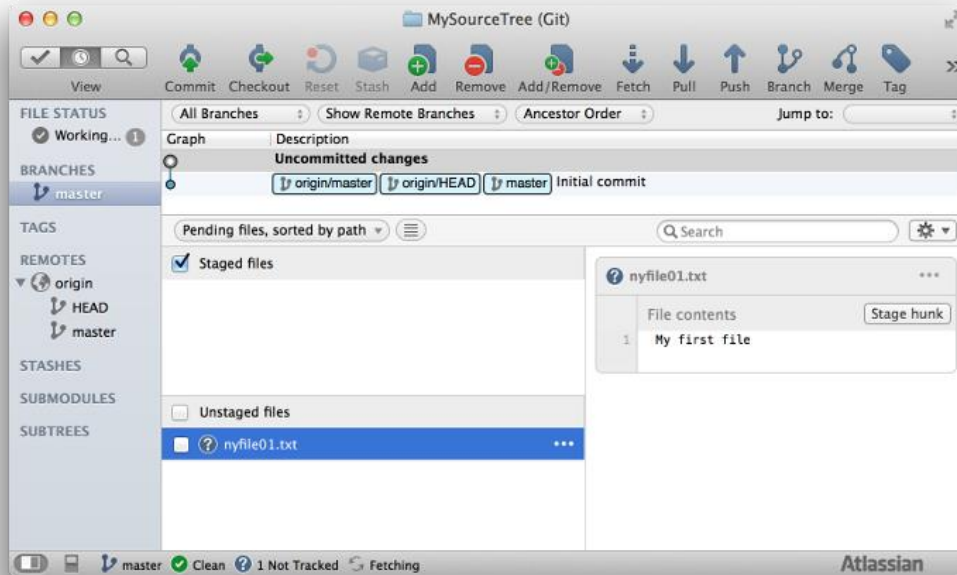 MySourceTree (Git)
View Commit Checkout Reset Stash Add Remove Add/Remove Fetch Pull Push Branch Merge Tag
FILE STATUS
Working... 1
BRANCHES
master
TAGS
REMOTES
origin
HEAD
master
STASHES
SUBMODULES
SUBTREES
All Branches Show Remote Branches Ancestor Order Jump to:
Graph Description
Uncommitted changes
origin/master origin/HEAD master Initial commit
Pending files, sorted by path Search
Staged files
Unstaged files
nyfile01.txt
nyfile01.txt
File contents Stage hunk
1 My first file
master Clean 1 Not Tracked Fetching Atlassian